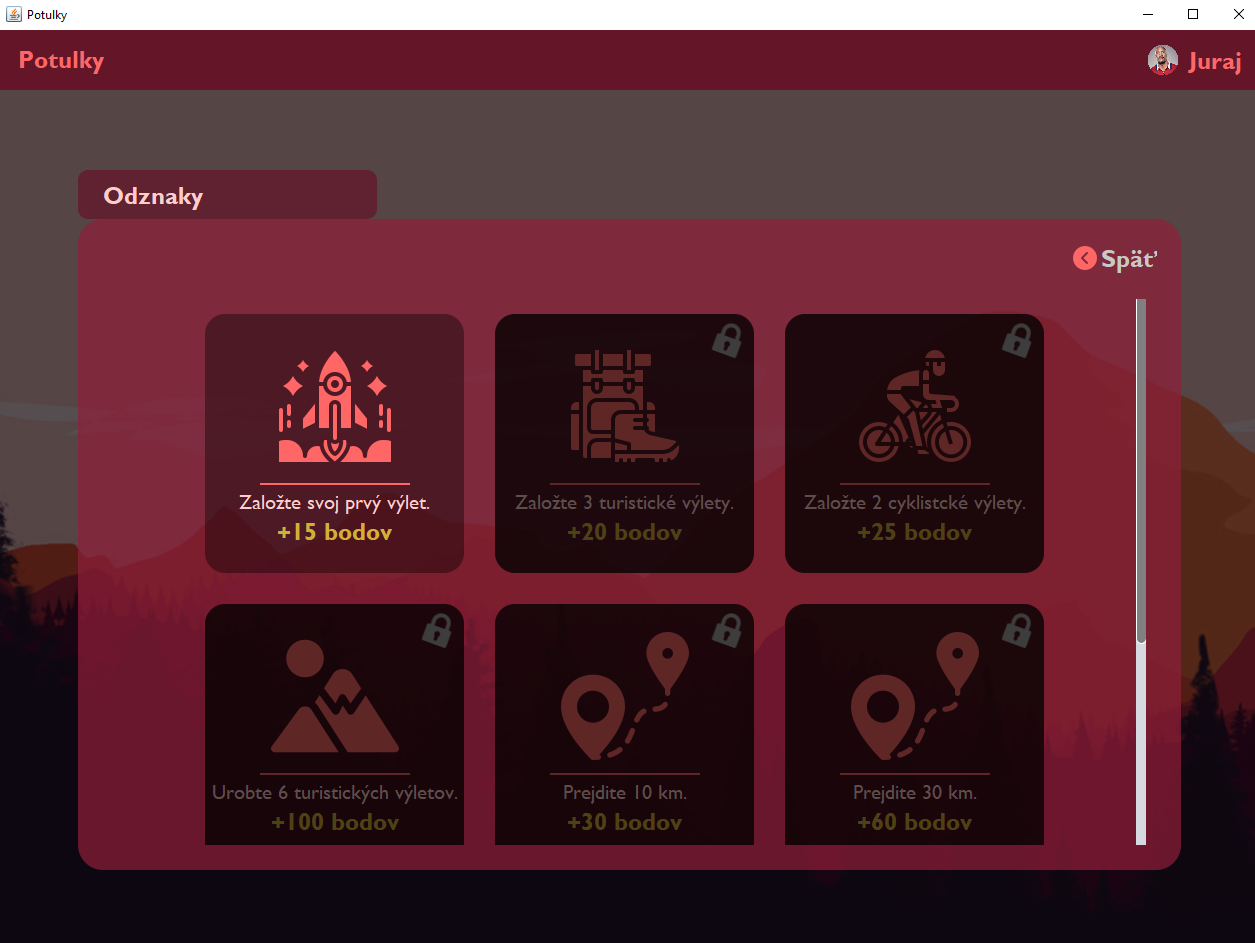 Potulky
Potulky
Juraj
Odznaky
Späť
Založte svoj prvý výlet.
+15 bodov
Založte 3 turistické výlety.
+20 bodov
Založte 2 cyklistcké výlety.
+25 bodov
Urobte 6 turistických výletov.
+100 bodov
Prejdite 10 km.
+30 bodov
Prejdite 30 km.
+60 bodov